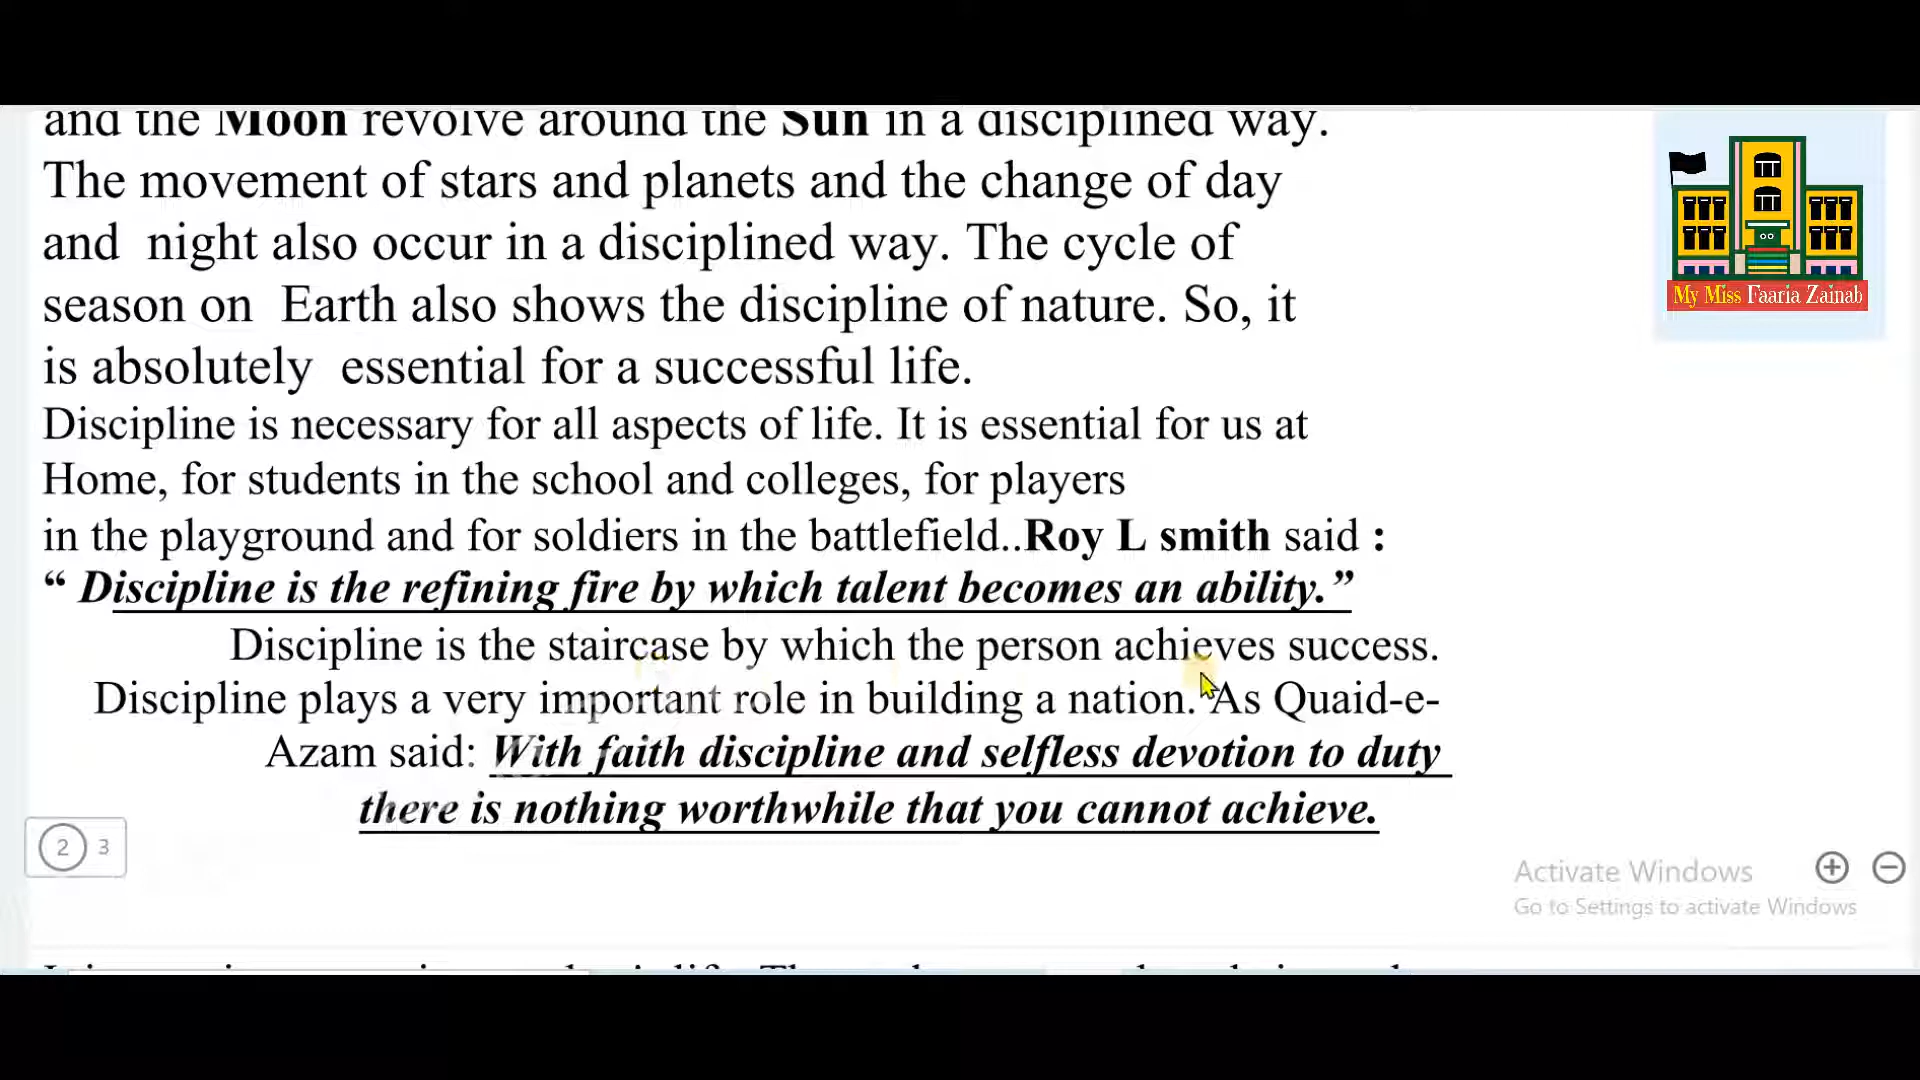 and the Moon revolve around the Sun in a disciplined way.
The movement of stars and planets and the change of day
and night also occur in a disciplined way. The cycle of
season on Earth also shows the discipline of nature. So, it
is absolutely essential for a successful life.
Discipline is necessary for all aspects of life. It is essential for us at
Home, for students in the school and colleges, for players
in the playground and for soldiers in the battlefield..Roy L smith said :
“ Discipline is the refining fire by which talent becomes an ability.”
Discipline is the staircase by which the person achieves success.
Discipline plays a very important role in building a nation. As Quaid-e-
Azam said: With faith discipline and selfless devotion to duty
there is nothing worthwhile that you cannot achieve.
My Miss Faaria Zainab
2 3
Activate Windows
Go to Settings to activate Windows